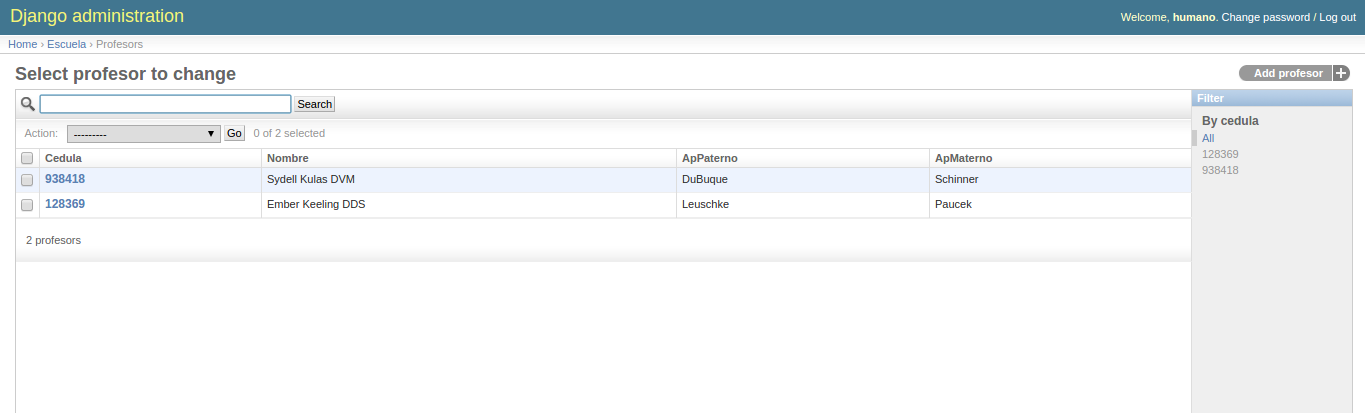 Django administration
Welcome, humano. Change password / Log out
Home › Escuela › Profesors
Select profesor to change
Add profesor +
Search
Filter
By cedula
All
128369
938418
Action: --------- Go 0 of 2 selected
Cedula Nombre ApPaterno ApMaterno
938418 Sydell Kulas DVM DuBuque Schinner
128369 Ember Keeling DDS Leuschke Paucek
2 profesors